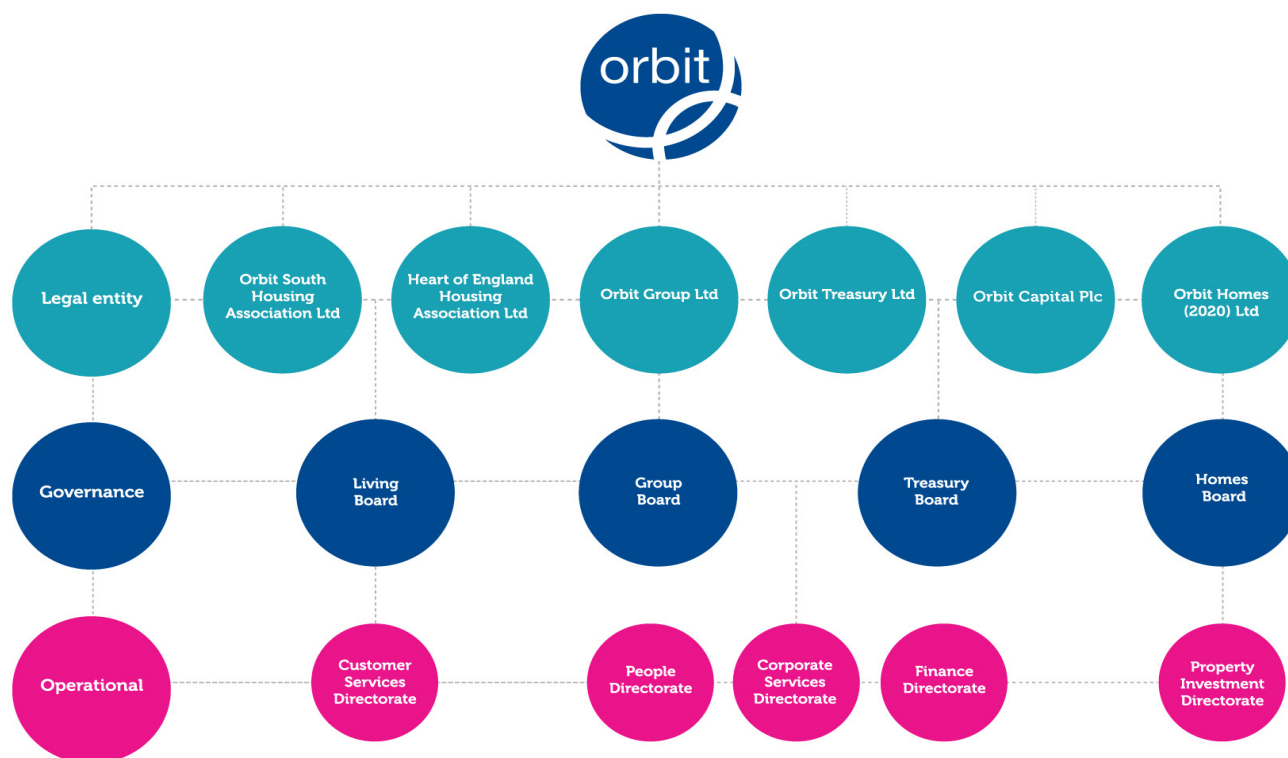 orbit
Legal entity
Orbit South
Housing
Association Ltd
Heart of England
Housing
Association Ltd
Orbit Group Ltd
Orbit Treasury Ltd
Orbit Capital Plc
Orbit Homes
(2020) Ltd
Governance
Living
Board
Group
Board
Treasury
Board
Homes
Board
Operational
Customer
Services
Directorate
People
Directorate
Corporate
Services
Directorate
Finance
Directorate
Property
Investment
Directorate